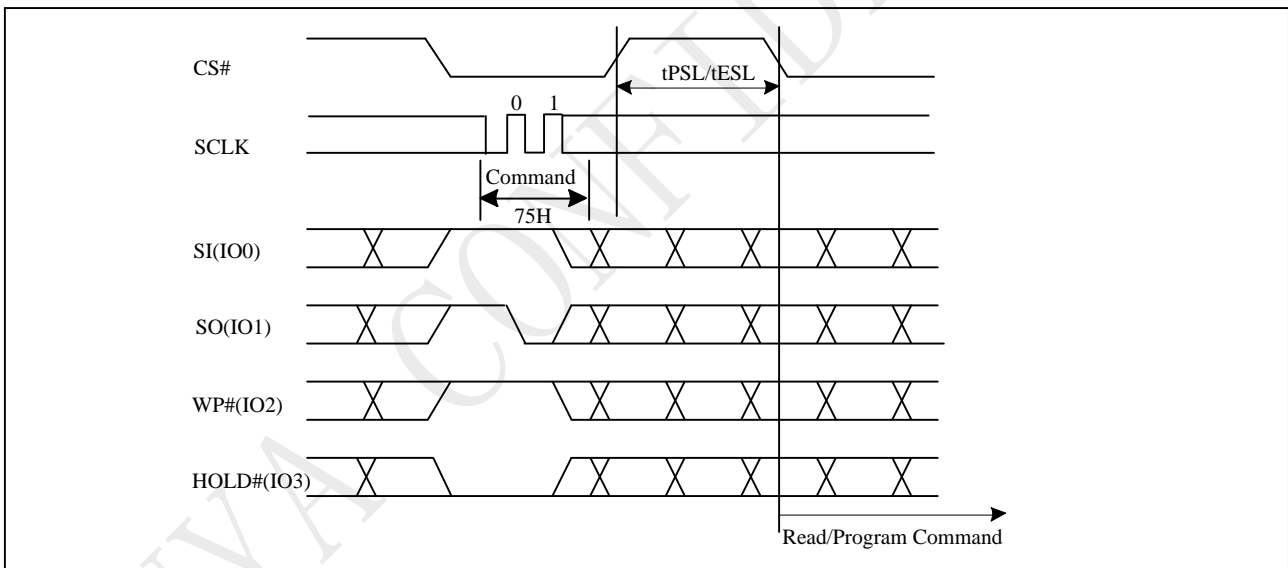 CS#
tPSL/tESL
0 1
SCLK
Command
75H
SI(IO0)
SO(IO1)
WP#(IO2)
HOLD#(IO3)
Read/Program Command